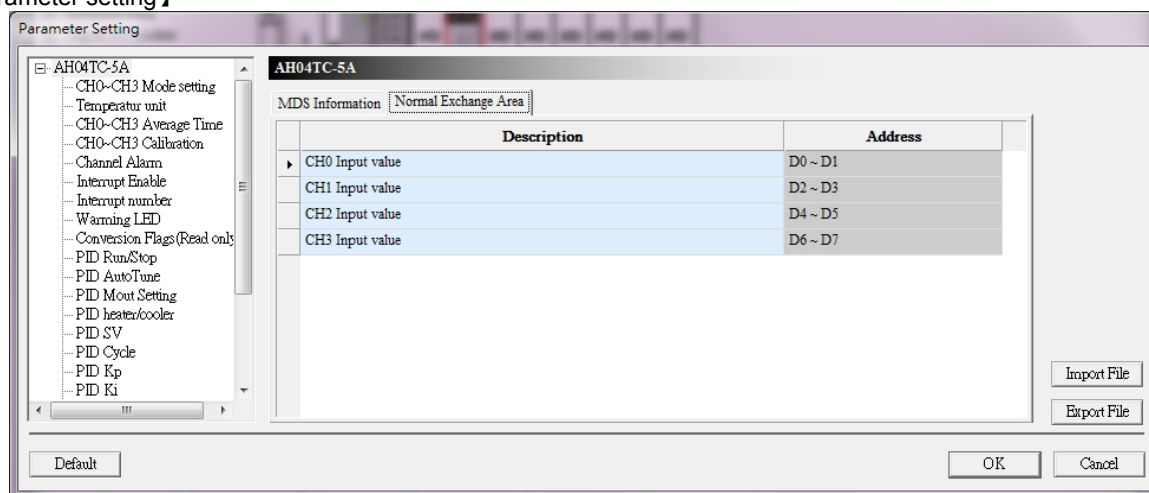 rameter setting】
Parameter Setting
AH04TC-5A
CH0~CH3 Mode setting
Temperatur unit
CH0~CH3 Average Time
CH0~CH3 Calibration
Channel Alarm
Interrupt Enable
Interrupt number
Warning LED
Conversion Flags(Read only
PID Run/Stop
PID AutoTune
PID Mout Setting
PID heater/cooler
PID SV
PID Cycle
PID Kp
PID Ki
AH04TC-5A
MDS Information Normal Exchange Area
Description Address
CH0 Input value D0 ~ D1
CH1 Input value D2 ~ D3
CH2 Input value D4 ~ D5
CH3 Input value D6 ~ D7
Import File
Export File
Default OK Cancel